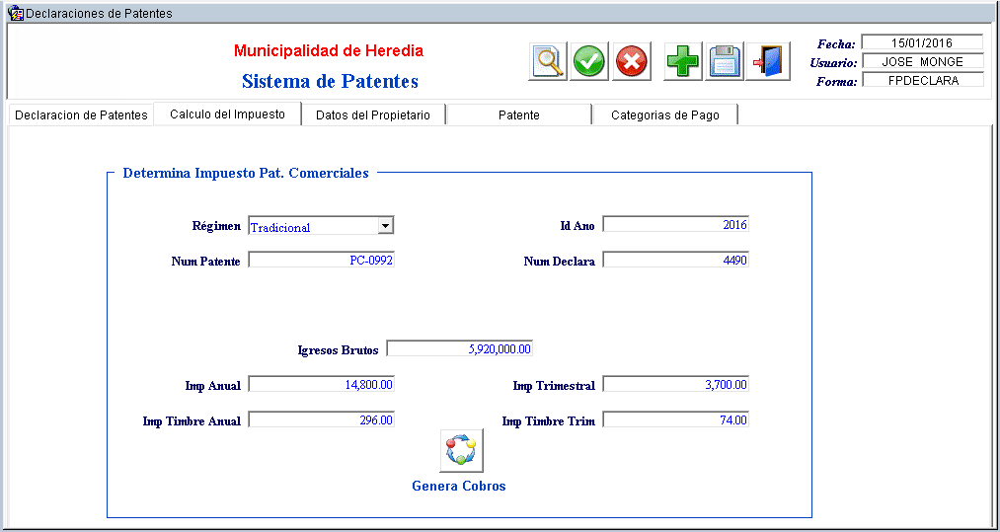 Declaraciones de Patentes
Municipalidad de Heredia
Sistema de Patentes
Fecha: 15/01/2016
Usuario: JOSE MONGE
Forma: FPDECLARA
Declaracion de Patentes Calculo del Impuesto Datos del Propietario Patente Categorias de Pago
Determina Impuesto Pat. Comerciales
Régimen Tradicional Id Ano 2016
Num Patente PC-0992 Num Declara 4490
Igresos Brutos 5,920,000.00
Imp Anual 14,800.00 Imp Trimestral 3,700.00
Imp Timbre Anual 296.00 Imp Timbre Trim 74.00
Genera Cobros